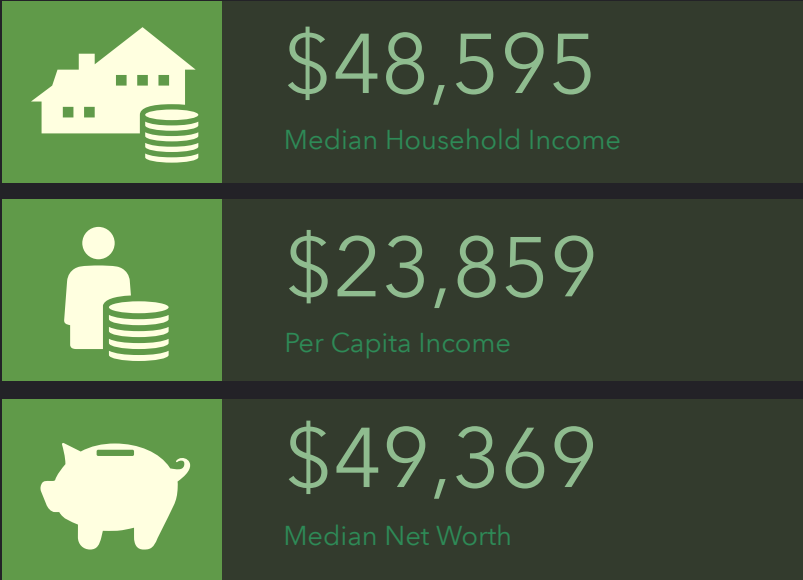 $48,595
Median Household Income
$23,859
Per Capita Income
$49,369
Median Net Worth